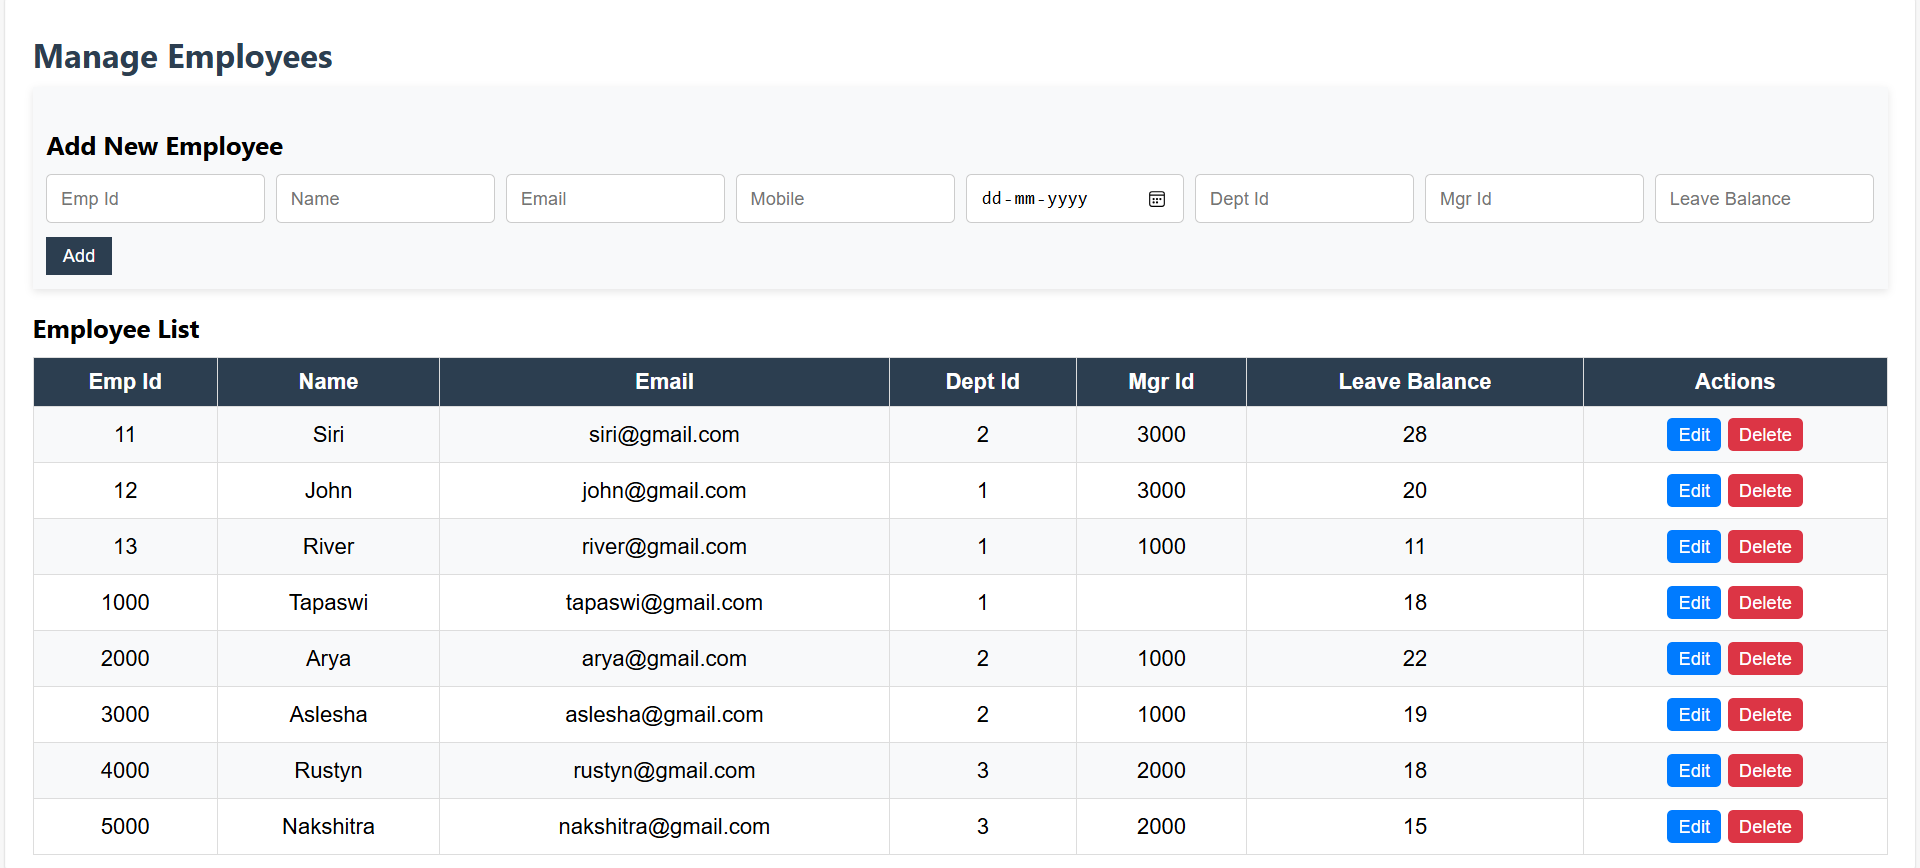 Manage Employees
Add New Employee
Emp Id Name Email Mobile dd-mm-yyyy Dept Id Mgr Id Leave Balance
Add
Employee List
Emp Id Name Email Dept Id Mgr Id Leave Balance Actions
11 Siri siri@gmail.com 2 3000 28 Edit Delete
12 John john@gmail.com 1 3000 20 Edit Delete
13 River river@gmail.com 1 1000 11 Edit Delete
1000 Tapaswi tapaswi@gmail.com 1 18 Edit Delete
2000 Arya arya@gmail.com 2 1000 22 Edit Delete
3000 Aslesha aslesha@gmail.com 2 1000 19 Edit Delete
4000 Rustyn rustyn@gmail.com 3 2000 18 Edit Delete
5000 Nakshitra nakshitra@gmail.com 3 2000 15 Edit Delete